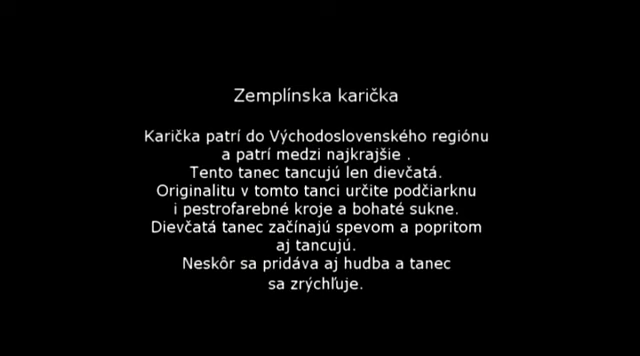 Zemplínska karička
Karička patrí do Východoslovenského regiónu
a patrí medzi najkrajšie .
Tento tanec tancujú len dievčatá.
Originalitu v tomto tanci určite podčiarknu
i pestrofarebné kroje a bohaté sukne.
Dievčatá tanec začínajú spevom a popritom
aj tancujú.
Neskôr sa pridáva aj hudba a tanec
sa zrýchľuje.